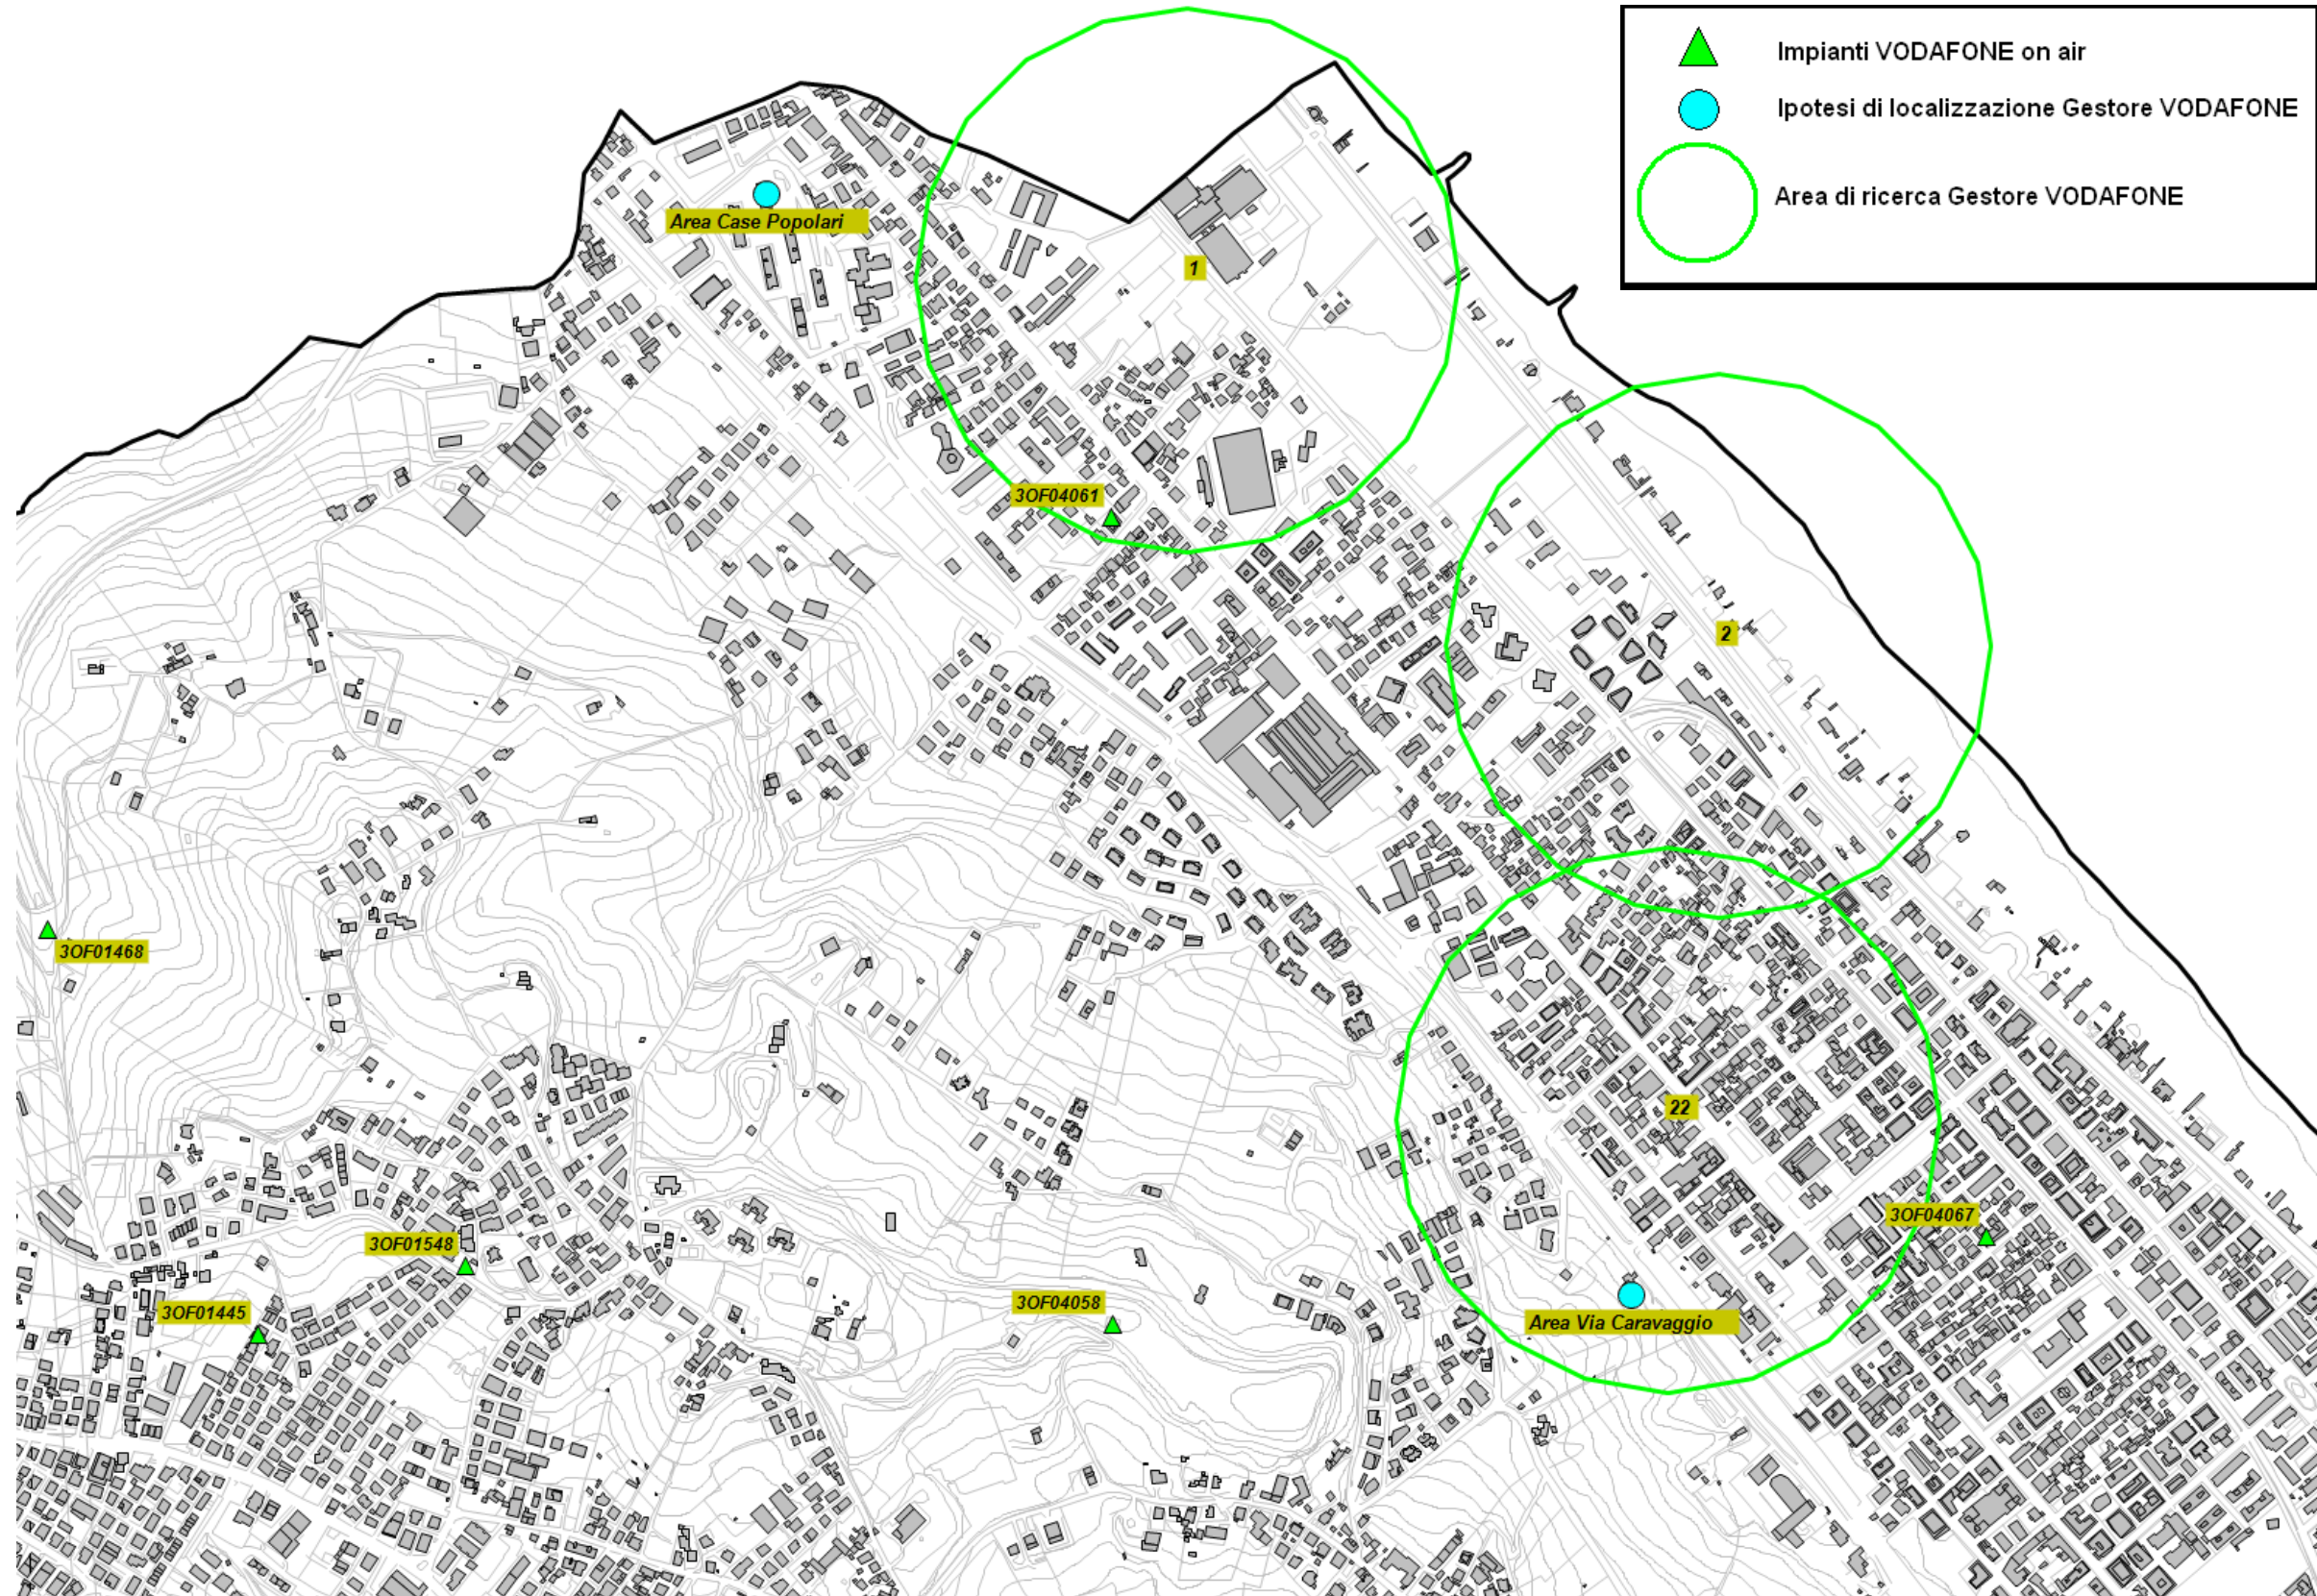 Impianti VODAFONE on air
Ipotesi di localizzazione Gestore VODAFONE
Area di ricerca Gestore VODAFONE
Area Case Popolari
1
3OF04061
2
3OF01468
22
3OF04067
3OF01548
3OF01445
3OF04058
Area Via Caravaggio